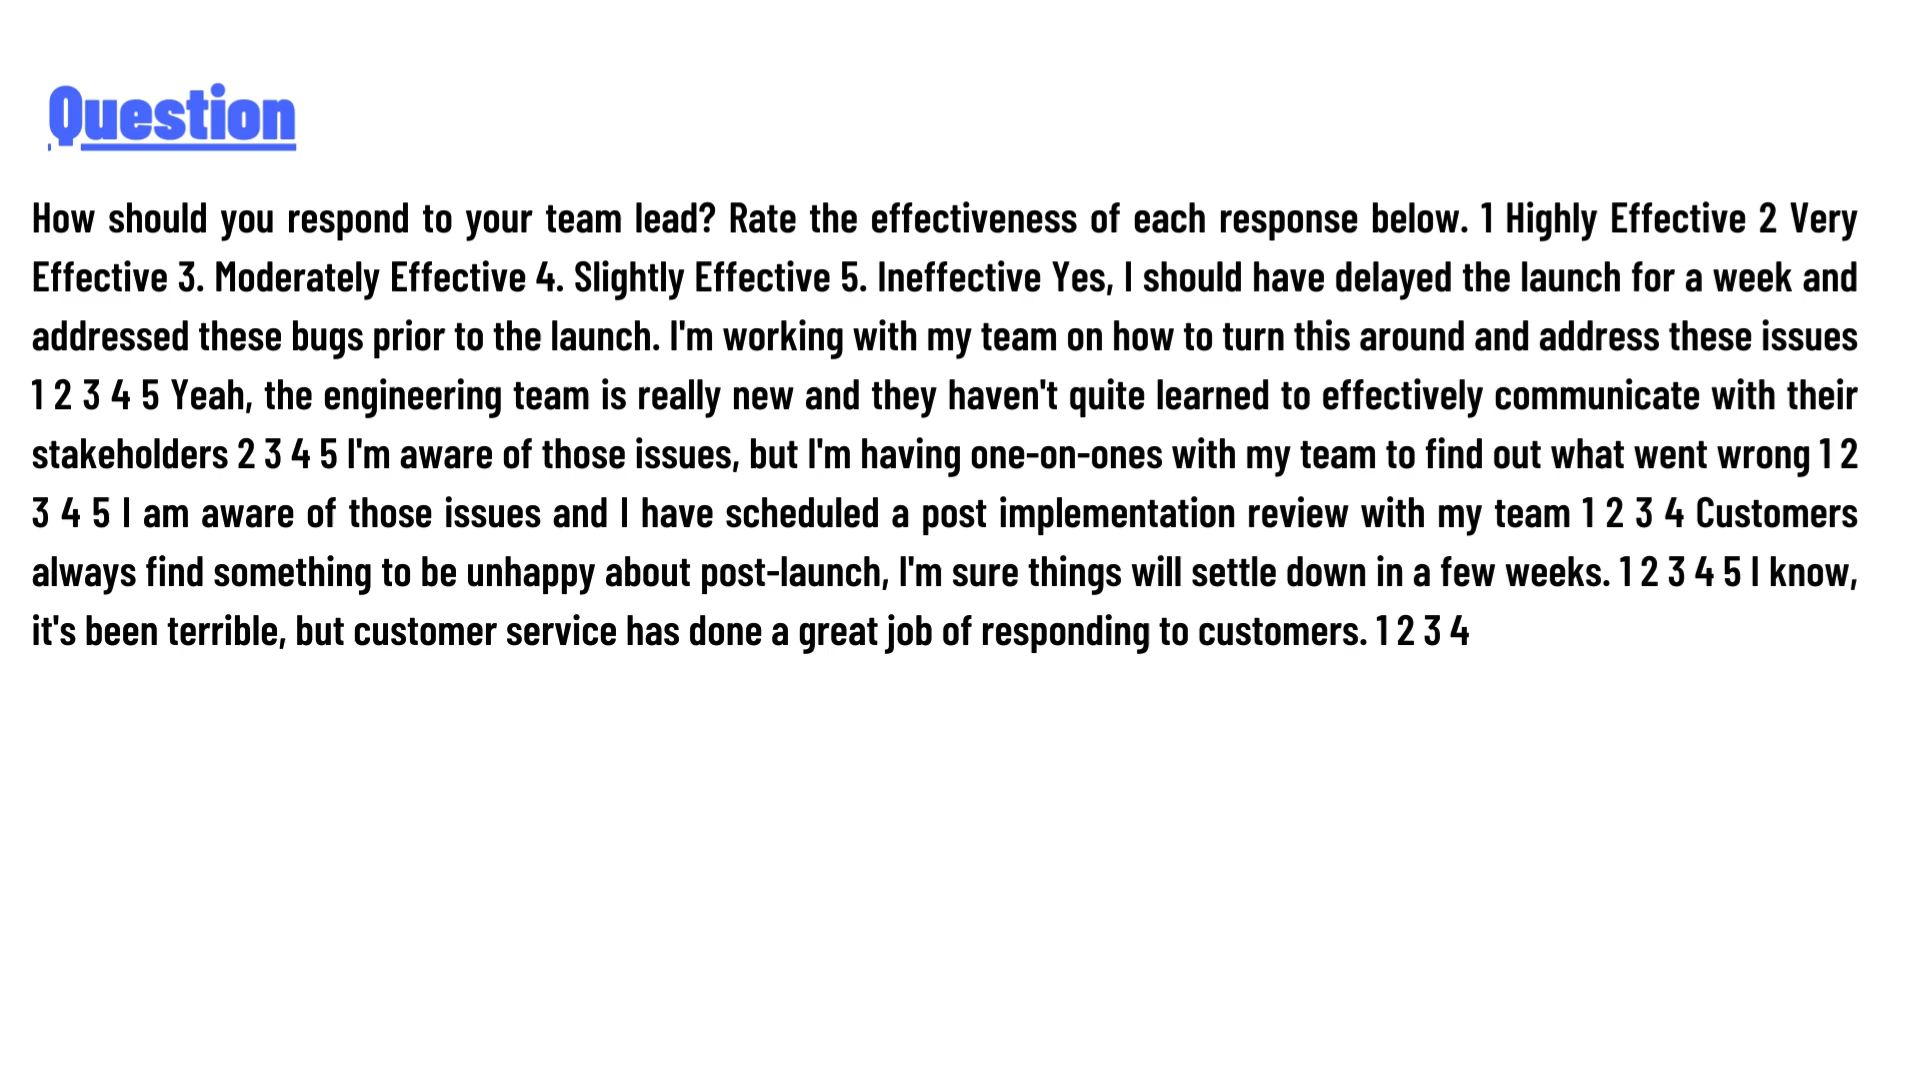 Question
How should you respond to your team lead? Rate the effectiveness of each response below. 1 Highly Effective 2 Very
Effective 3. Moderately Effective 4. Slightly Effective 5. Ineffective Yes, I should have delayed the launch for a week and
addressed these bugs prior to the launch. I'm working with my team on how to turn this around and address these issues
1 2 3 4 5 Yeah, the engineering team is really new and they haven't quite learned to effectively communicate with their
stakeholders 2 3 4 5 I'm aware of those issues, but I'm having one-on-ones with my team to find out what went wrong 1 2
3 4 5 I am aware of those issues and I have scheduled a post implementation review with my team 1 2 3 4 Customers
always find something to be unhappy about post-launch, I'm sure things will settle down in a few weeks. 1 2 3 4 5 I know,
it's been terrible, but customer service has done a great job of responding to customers. 1 2 3 4